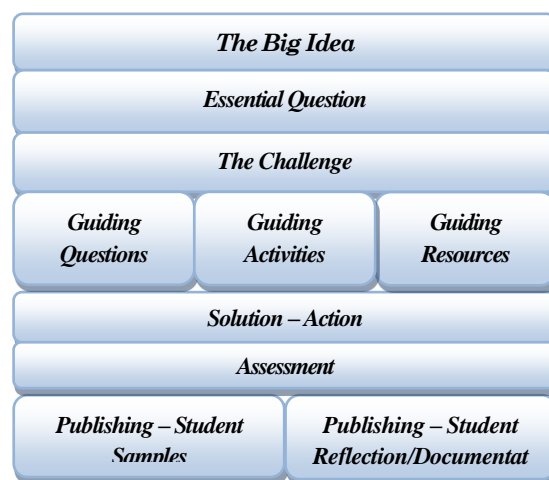 The Big Idea
Essential Question
The Challenge
Guiding
Questions
Guiding
Activities
Guiding
Resources
Solution – Action
Assessment
Publishing – Student
Samples
Publishing – Student
Reflection/Documentat